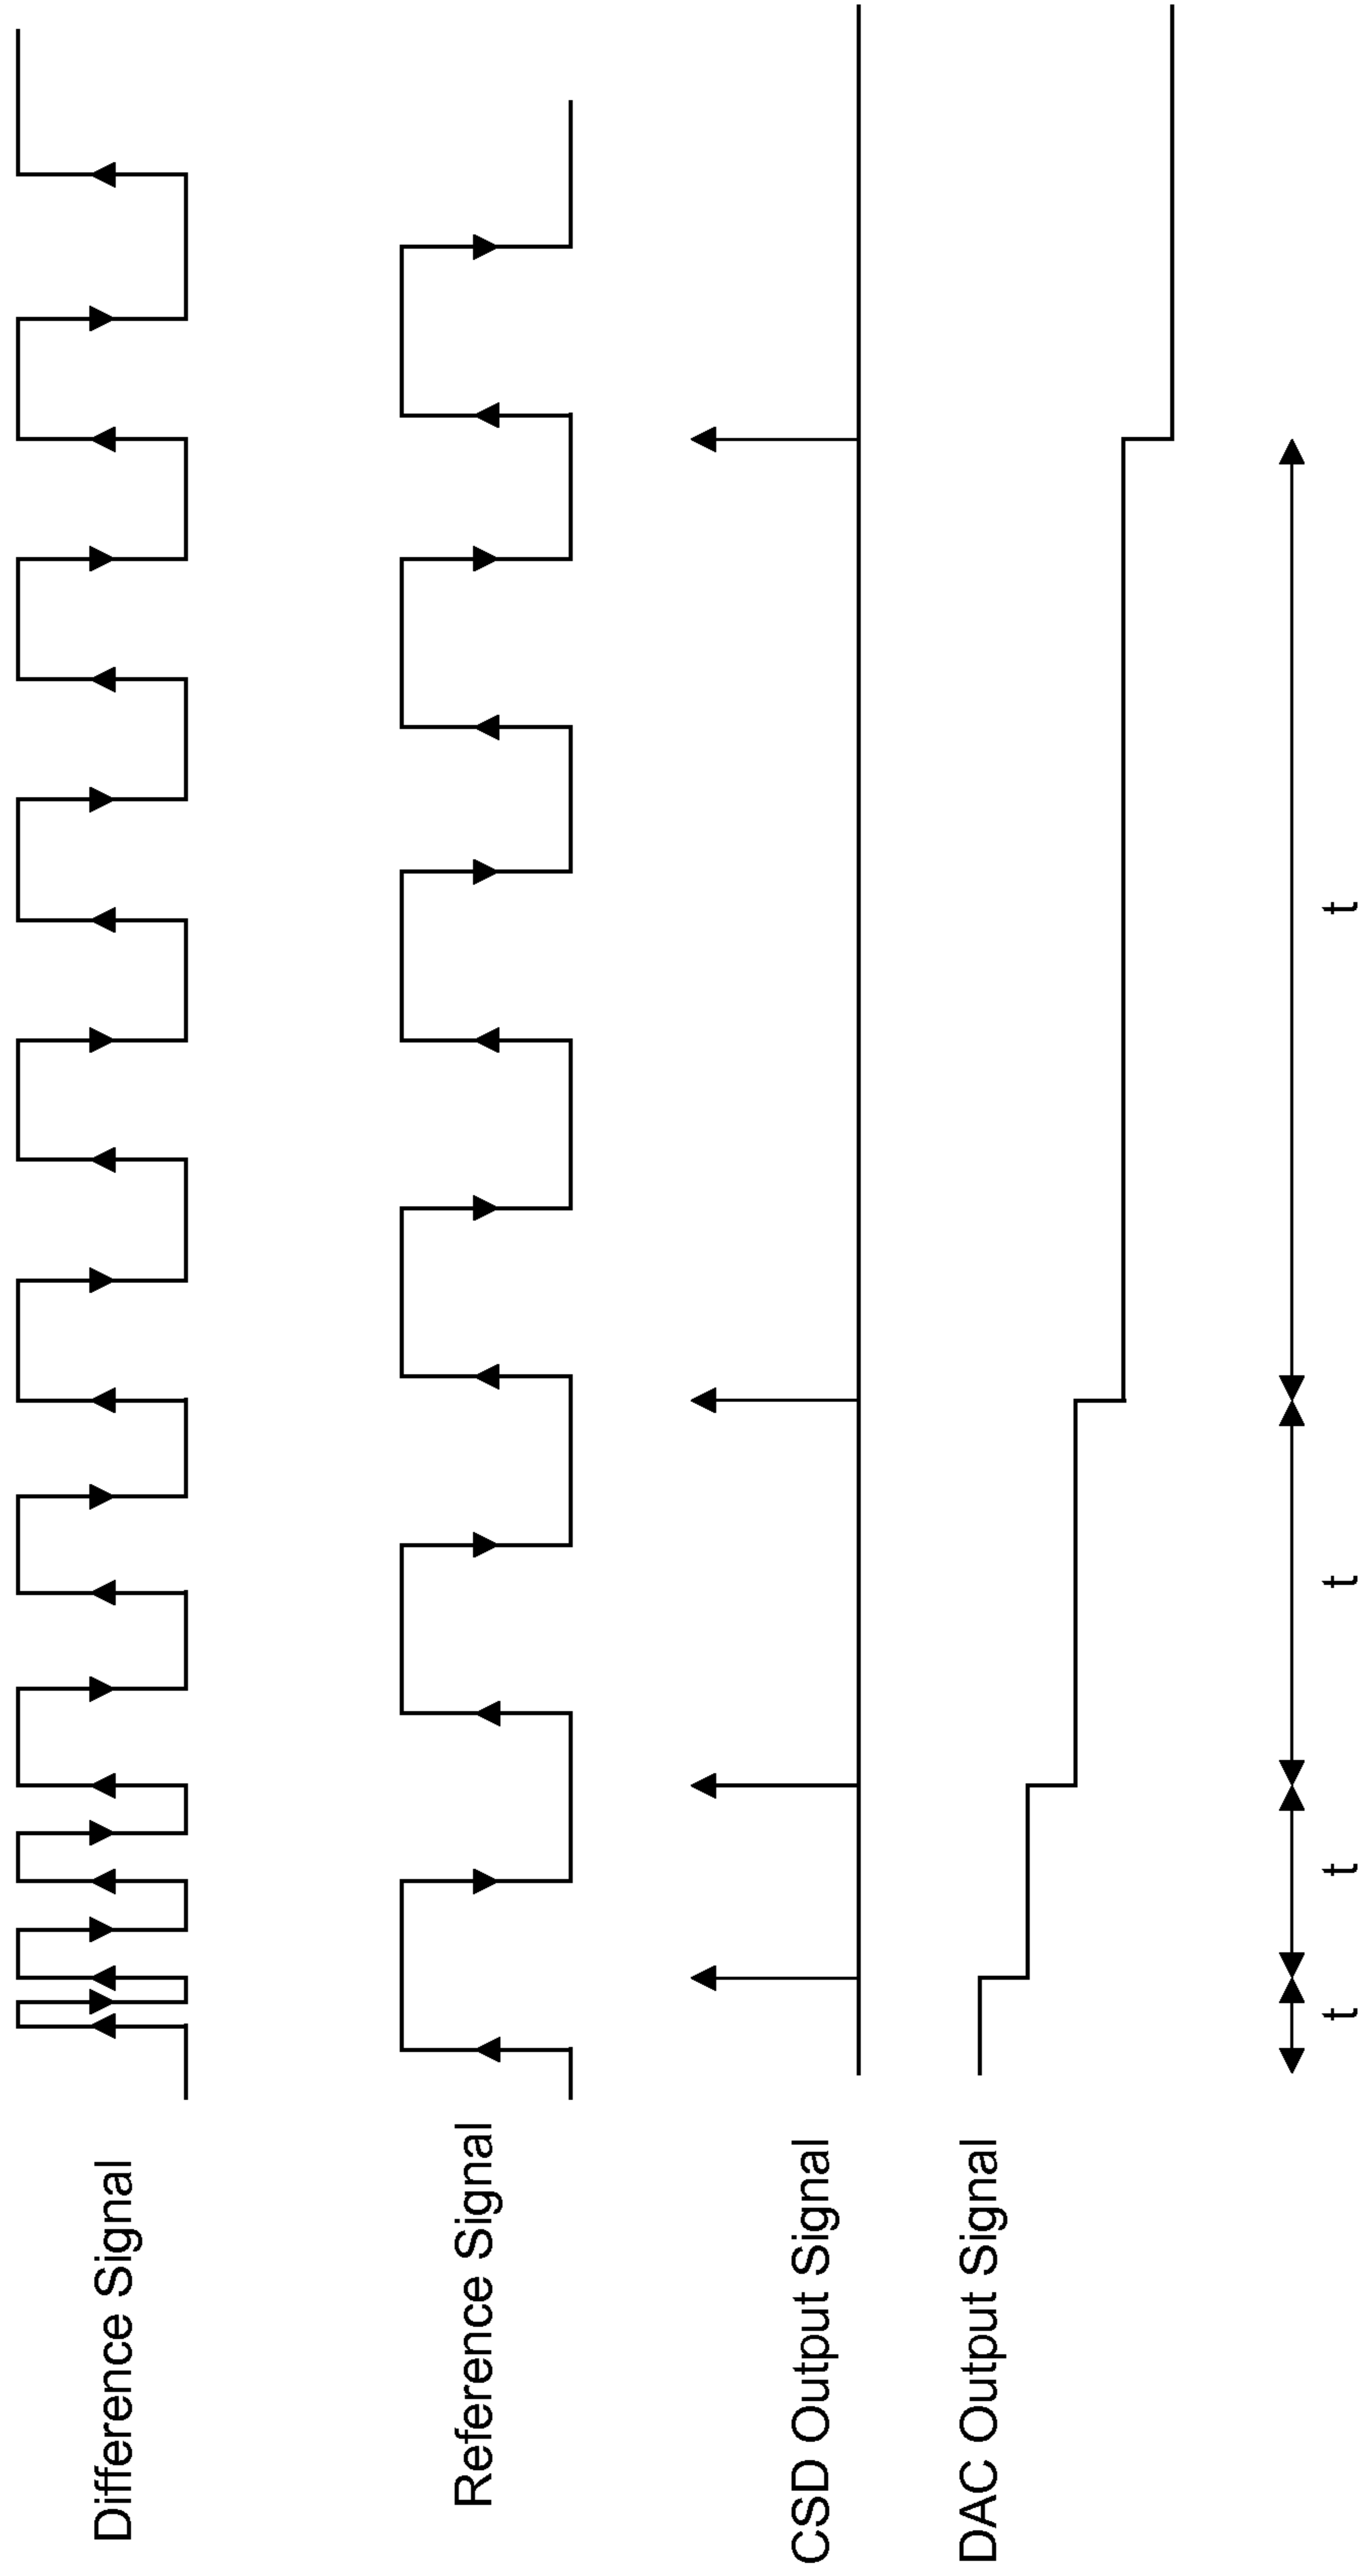 Difference Signal
Reference Signal
CSD Output Signal
DAC Output Signal
t
t
t
t